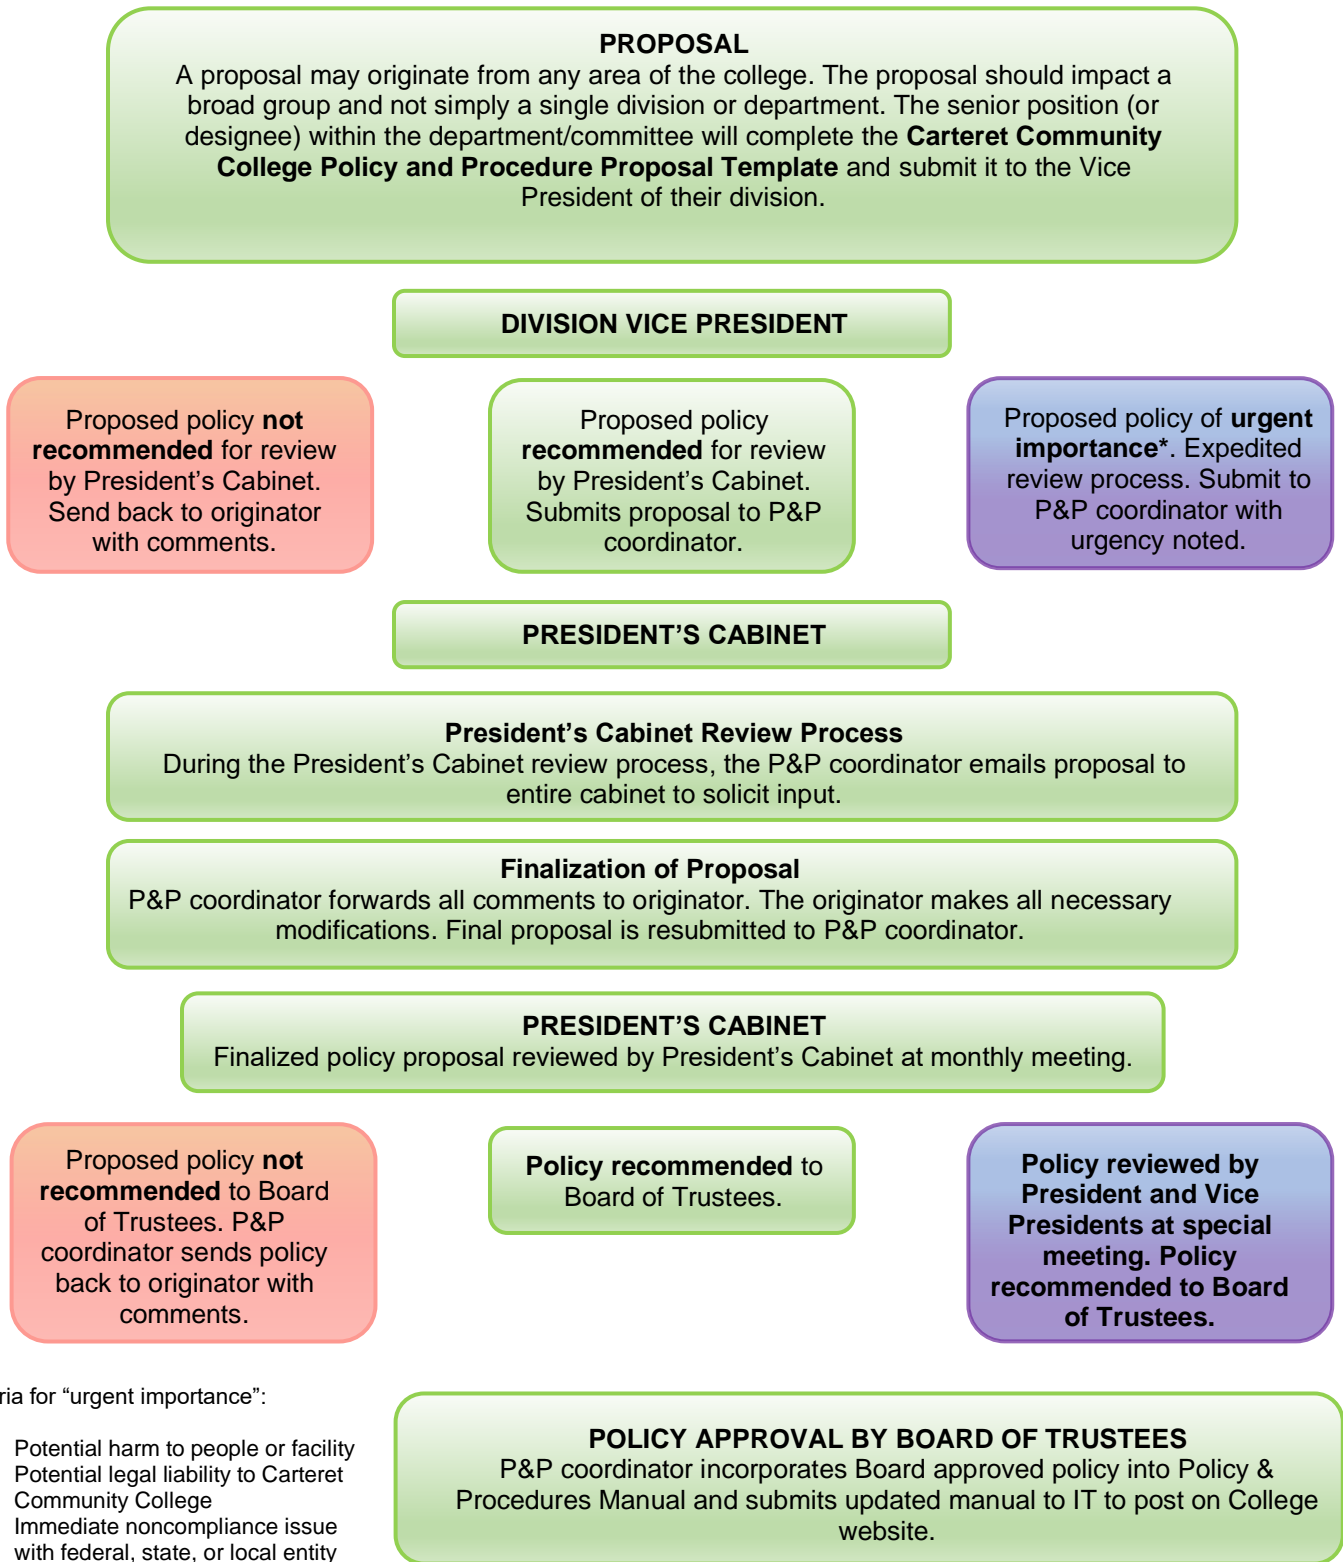 PROPOSAL
A proposal may originate from any area of the college. The proposal should impact a
broad group and not simply a single division or department. The senior position (or
designee) within the department/committee will complete the Carteret Community
College Policy and Procedure Proposal Template and submit it to the Vice
President of their division.
DIVISION VICE PRESIDENT
Proposed policy not
recommended for review
by President’s Cabinet.
Send back to originator
with comments.
Proposed policy
recommended for review
by President’s Cabinet.
Submits proposal to P&P
coordinator.
Proposed policy of urgent
importance*. Expedited
review process. Submit to
P&P coordinator with
urgency noted.
PRESIDENT’S CABINET
President’s Cabinet Review Process
During the President’s Cabinet review process, the P&P coordinator emails proposal to
entire cabinet to solicit input.
Finalization of Proposal
P&P coordinator forwards all comments to originator. The originator makes all necessary
modifications. Final proposal is resubmitted to P&P coordinator.
PRESIDENT’S CABINET
Finalized policy proposal reviewed by President’s Cabinet at monthly meeting.
Proposed policy not
recommended to Board
of Trustees. P&P
coordinator sends policy
back to originator with
comments.
Policy recommended to
Board of Trustees.
Policy reviewed by
President and Vice
Presidents at special
meeting. Policy
recommended to Board
of Trustees.
ria for “urgent importance”:
Potential harm to people or facility
Potential legal liability to Carteret
Community College
Immediate noncompliance issue
with federal, state, or local entity
POLICY APPROVAL BY BOARD OF TRUSTEES
P&P coordinator incorporates Board approved policy into Policy &
Procedures Manual and submits updated manual to IT to post on College
website.